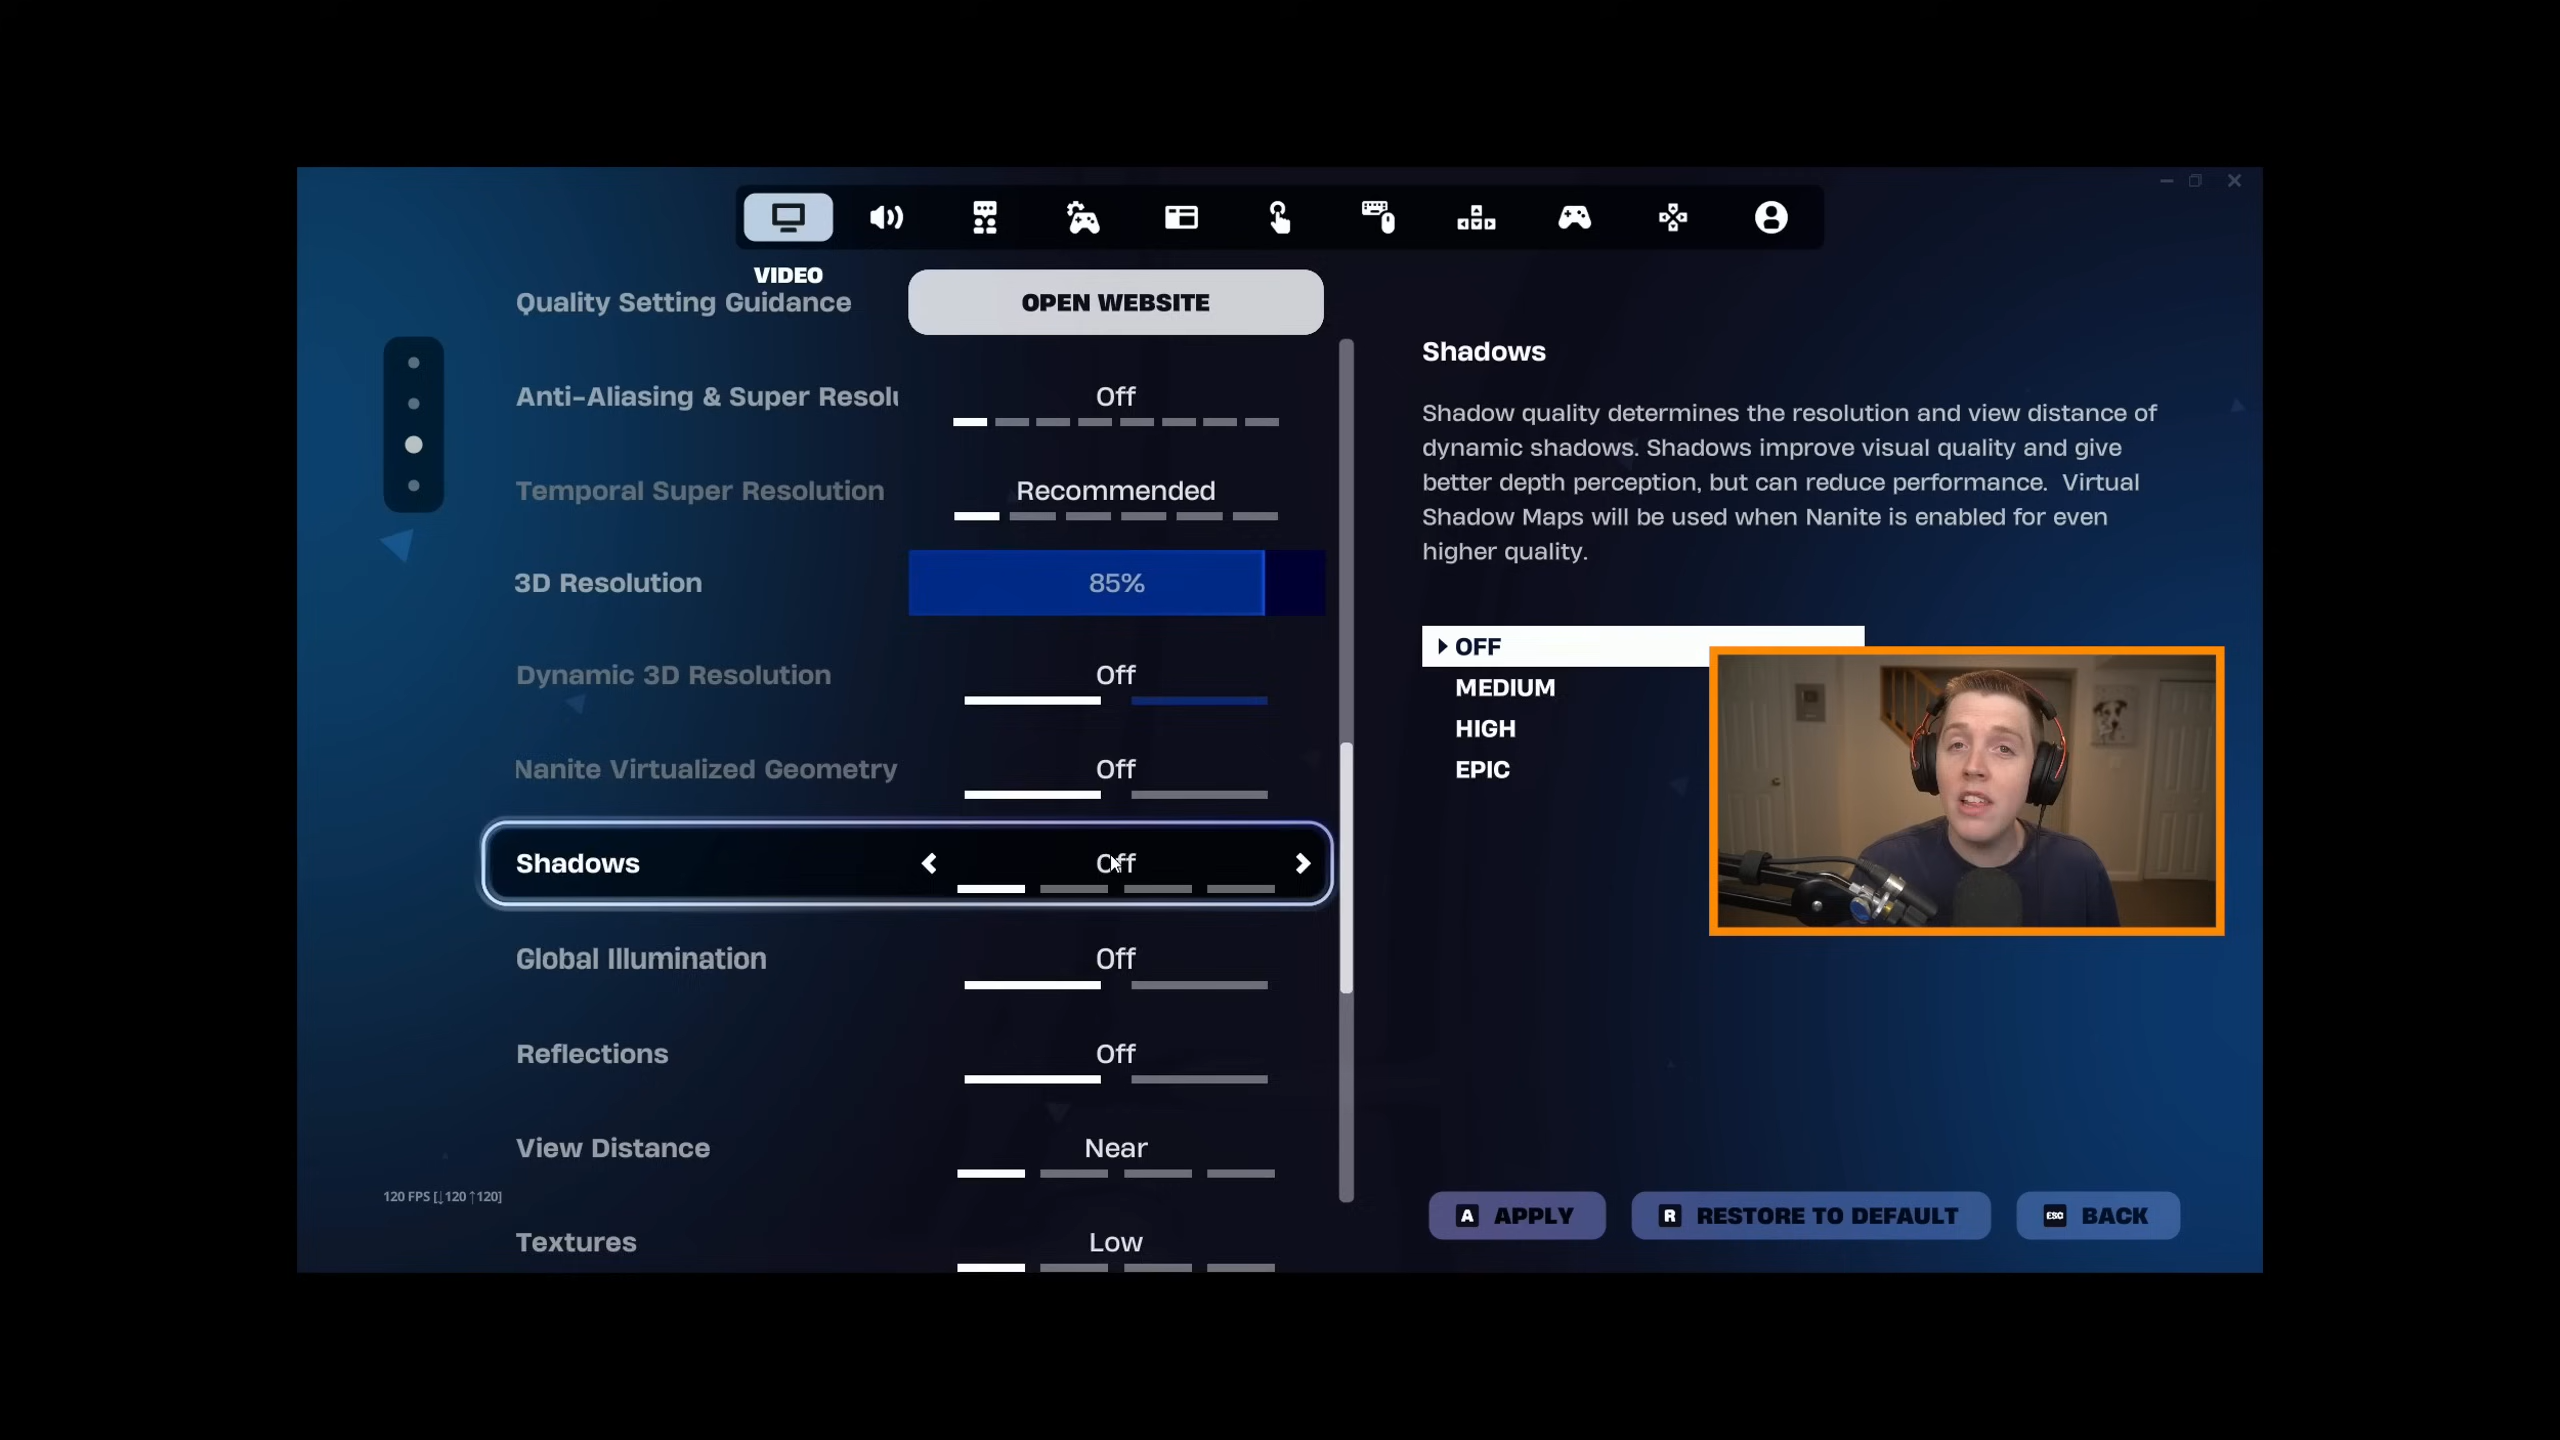 VIDEO
Quality Setting Guidance
OPEN WEBSITE
Anti-Aliasing & Super Resolu
Off
Temporal Super Resolution
Recommended
3D Resolution
85%
Dynamic 3D Resolution
Off
Nanite Virtualized Geometry
Off
Shadows
Off
Global Illumination
Off
Reflections
Off
View Distance
Near
Textures
Low
120 FPS [↓120 ↑120]
Shadows
Shadow quality determines the resolution and view distance of
dynamic shadows. Shadows improve visual quality and give
better depth perception, but can reduce performance.  Virtual
Shadow Maps will be used when Nanite is enabled for even
higher quality.
OFF
MEDIUM
HIGH
EPIC
A APPLY
R RESTORE TO DEFAULT
ESC BACK